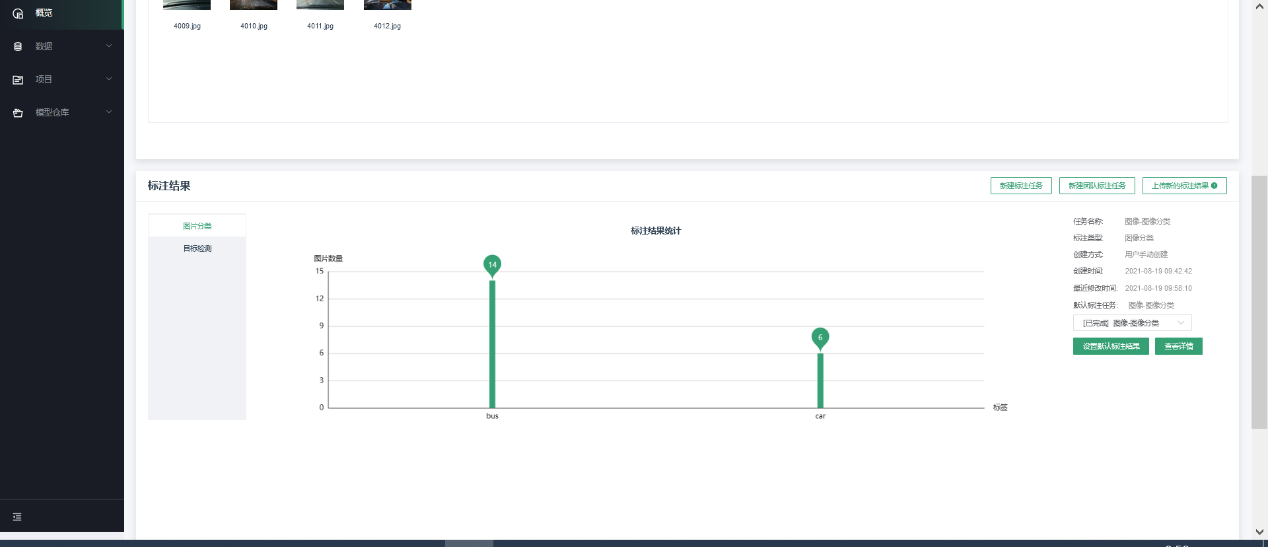 概览
数据
项目
模型仓库
4009.jpg 4010.jpg 4011.jpg 4012.jpg
标注结果
新建标注任务 新建团队标注任务 上传新的标注结果
图片分类
目标检测
标注结果统计
图片数量
15
12
9
6
3
0
14
6
bus car
标签
任务名称: 图像-图像分类
标注类型: 图像分类
创建方式: 用户手动创建
创建时间: 2021-08-19 09:42:42
最近修改时间: 2021-08-19 09:58:10
默认标注任务: 图像-图像分类
[已完成] 图像-图像分类
设置默认标注结果 查看详情